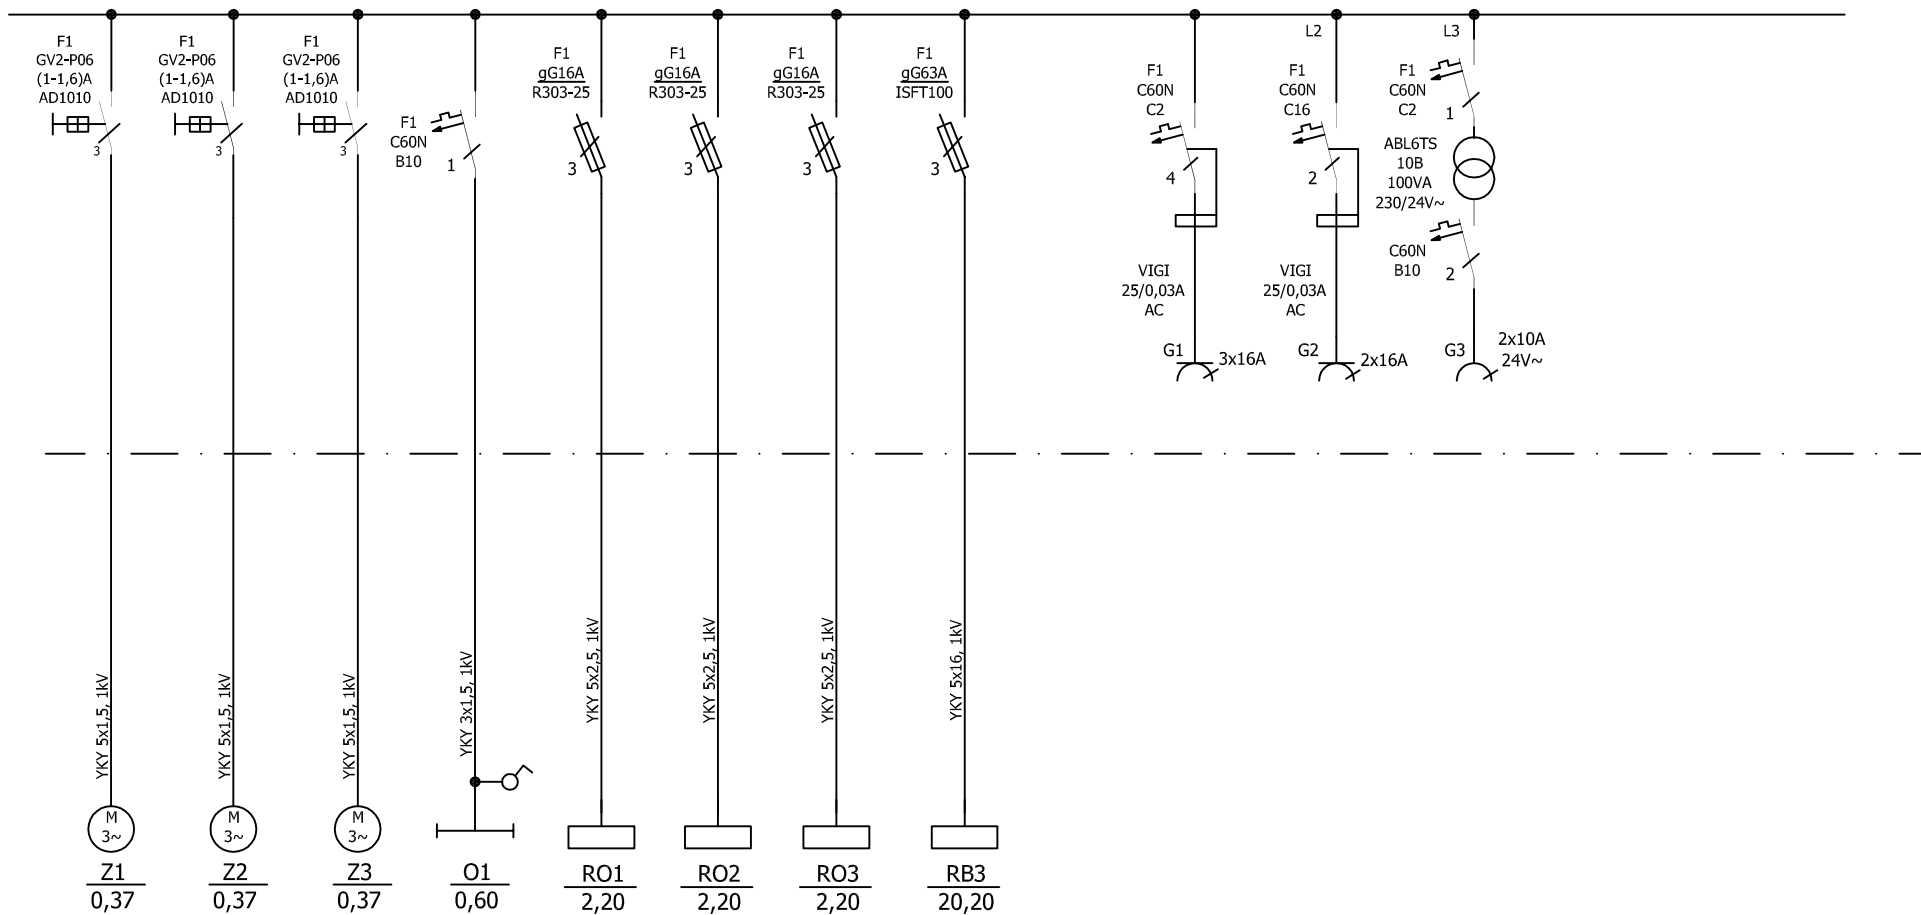 F1
GV2-P06
(1-1,6)A
AD1010
3
F1
GV2-P06
(1-1,6)A
AD1010
3
F1
GV2-P06
(1-1,6)A
AD1010
3
F1
C60N
B10
1
F1
gG16A
R303-25
3
F1
gG16A
R303-25
3
F1
gG16A
R303-25
3
F1
gG63A
ISFT100
3
F1
C60N
C2
4
VIGI
25/0,03A
AC
G1
3x16A
L2
F1
C60N
C16
2
VIGI
25/0,03A
AC
G2
2x16A
L3
F1
C60N
C2
1
ABL6TS
10B
100VA
230/24V~
C60N
B10
2
G3
2x10A
24V~
YKY 5x1,5, 1kV
YKY 5x1,5, 1kV
YKY 5x1,5, 1kV
YKY 3x1,5, 1kV
YKY 5x2,5, 1kV
YKY 5x2,5, 1kV
YKY 5x2,5, 1kV
YKY 5x16, 1kV
M
3~
Z1
0,37
M
3~
Z2
0,37
M
3~
Z3
0,37
O1
0,60
RO1
2,20
RO2
2,20
RO3
2,20
RB3
20,20